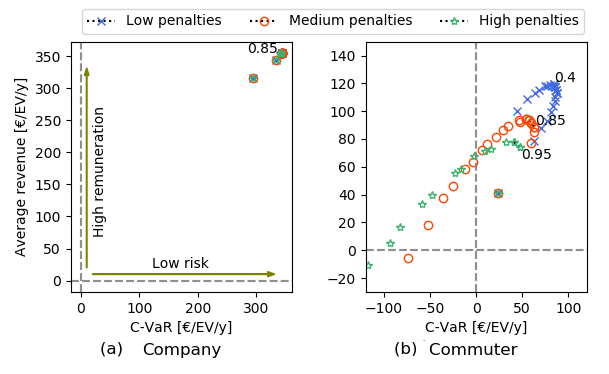 Low penalties Medium penalties High penalties
350
300
250
200
150
100
50
0
Average revenue [€/EV/y]
0.85
High remuneration
Low risk
0 100 200 300
C-VaR [€/EV/y]
(a) Company
140
120
100
80
60
40
20
0
−20
0.4
0.85
0.95
−100 −50 0 50 100
C-VaR [€/EV/y]
(b) Commuter